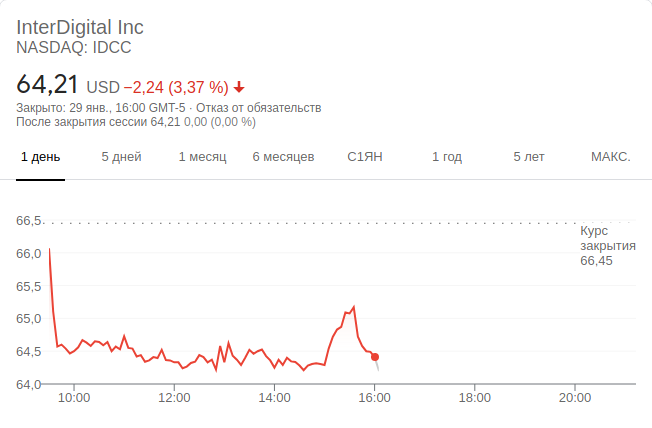 InterDigital Inc
NASDAQ: IDCC
64,21 USD −2,24 (3,37 %)
Закрыто: 29 янв., 16:00 GMT-5 · Отказ от обязательств
После закрытия сессии 64,21 0,00 (0,00 %)
1 день 5 дней 1 месяц 6 месяцев С1ЯН 1 год 5 лет МАКС.
66,5
Курс
закрытия
66,45
66,0
65,5
65,0
64,5
64,0
10:00 12:00 14:00 16:00 18:00 20:00